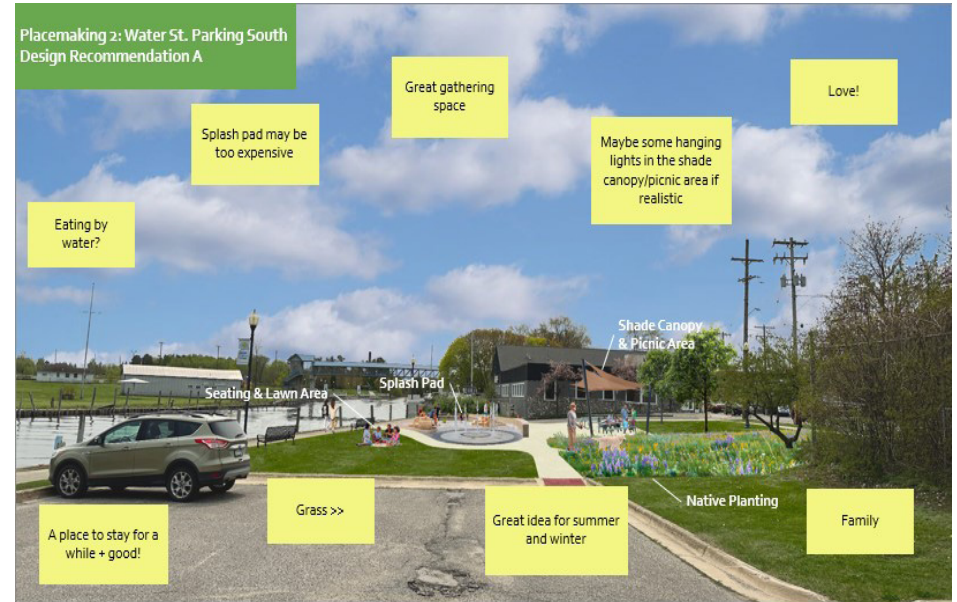 Placemaking 2: Water St. Parking South
Design Recommendation A
Great gathering
space
Love!
Splash pad may be
too expensive
Maybe some hanging
lights in the shade
canopy/picnic area if
realistic
Eating by
water?
Shade Canopy
& Picnic Area
Splash Pad
Seating & Lawn Area
Native Planting
Grass >>
Great idea for summer
and winter
Family
A place to stay for a
while + good!